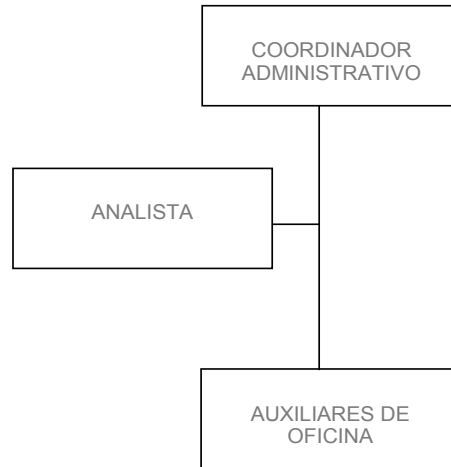 COORDINADOR
ADMINISTRATIVO
ANALISTA
AUXILIARES DE
OFICINA